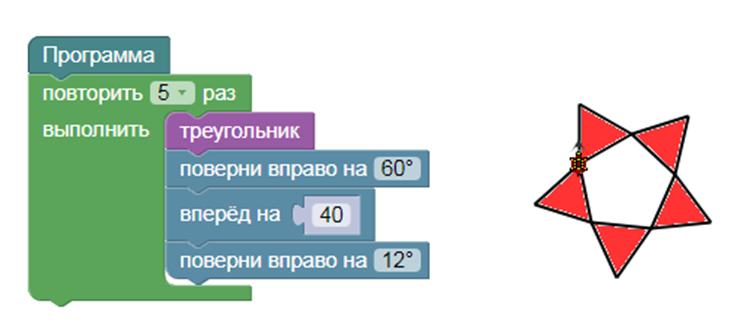 Программа
повторить 5 раз
выполнить
треугольник
поверни вправо на 60°
вперёд на 40
поверни вправо на 12°